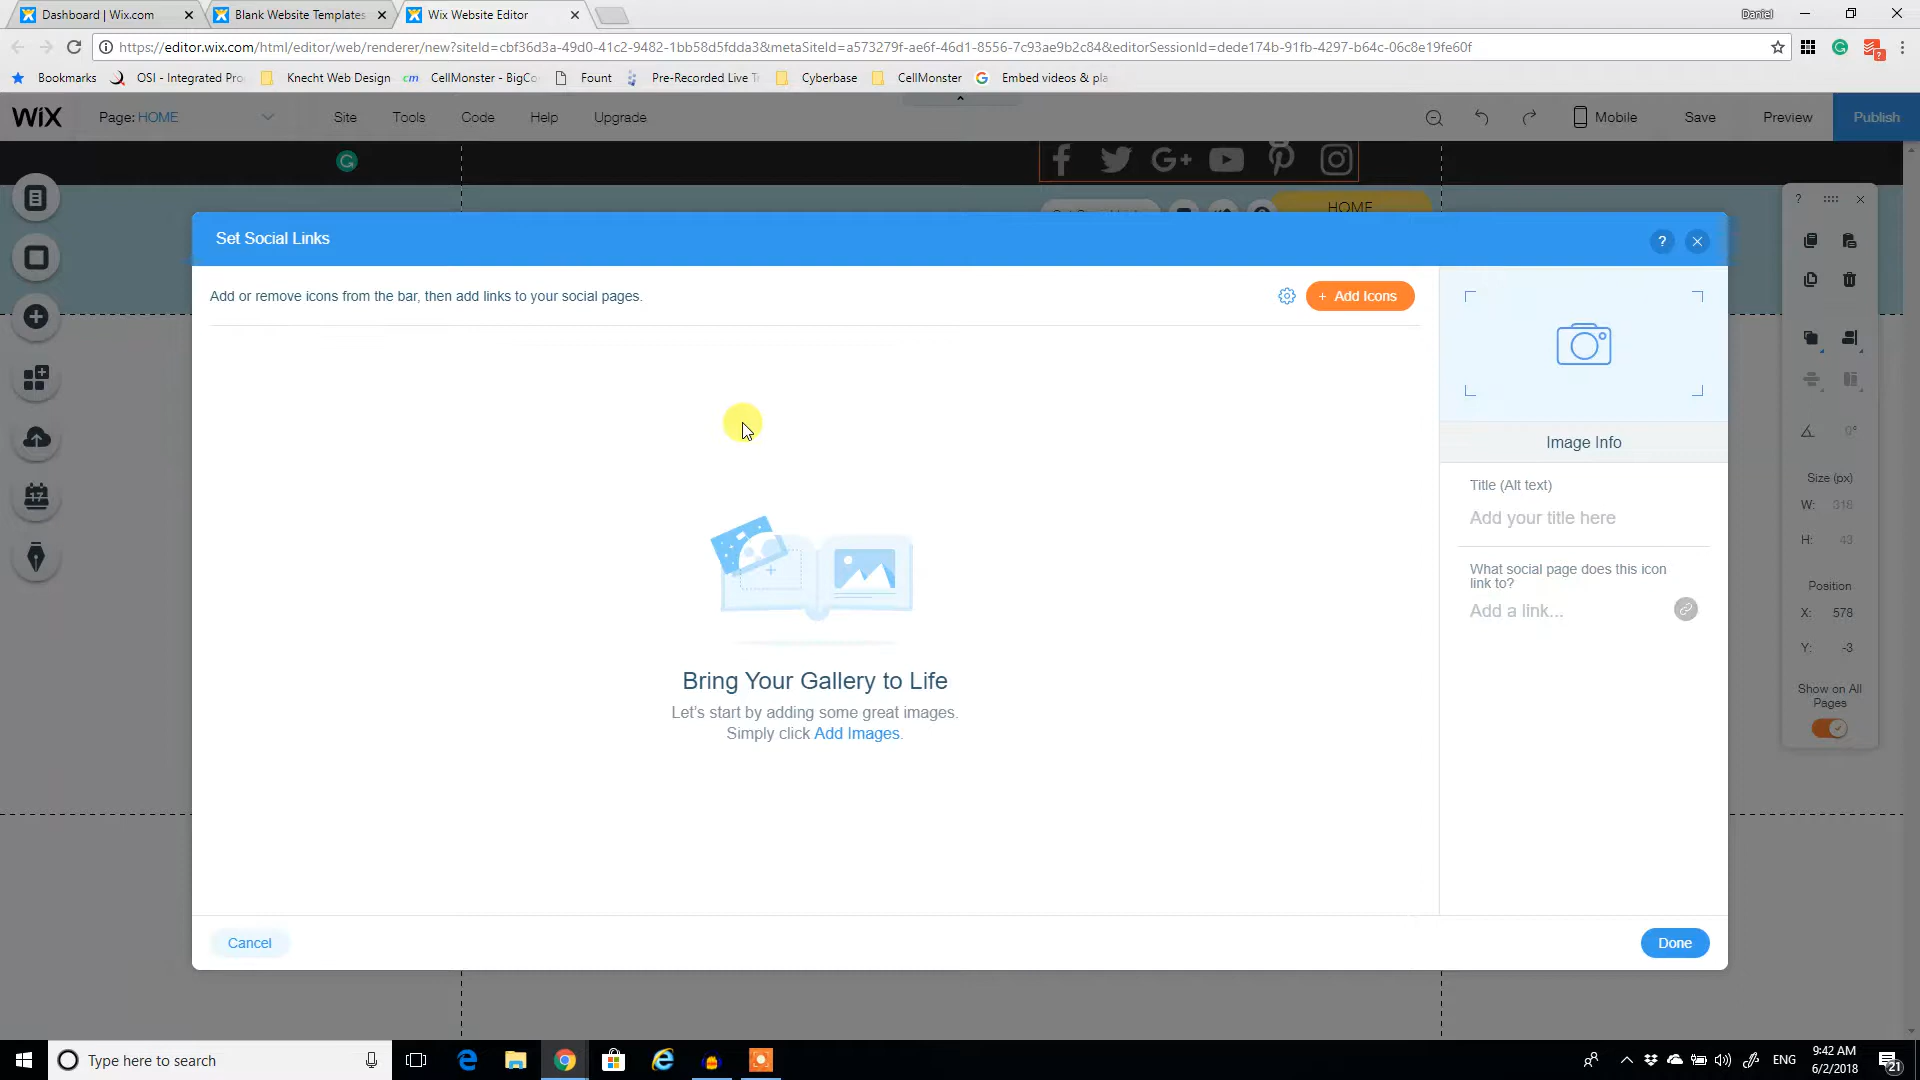 Dashboard | Wix.com
Blank Website Templates
Wix Website Editor
Daniel
https://editor.wix.com/html/editor/web/renderer/new?siteId=cbf36d3a-49d0-41c2-9482-1bb58d5fdda3&metaSiteId=a573279f-ae6f-46d1-8556-7c93ae9b2c84&editorSessionId=dede174b-91fb-4297-b64c-06c8e19fe60f
Bookmarks
OSI - Integrated Pro
Knecht Web Design
cm CellMonster - BigCo
Fount
Pre-Recorded Live T
Cyberbase
CellMonster
Embed videos & pla
WiX
Page: HOME
Site
Tools
Code
Help
Upgrade
Mobile
Save
Preview
Publish
HOME
Set Social Links
?
Add or remove icons from the bar, then add links to your social pages.
+ Add Icons
Bring Your Gallery to Life
Let's start by adding some great images.
Simply click Add Images.
Image Info
Title (Alt text)
Add your title here
What social page does this icon
link to?
Add a link...
Cancel
Done
?
0°
Size (px)
W: 318
H: 43
Position
X: 578
Y: -3
Show on All
Pages
Type here to search
ENG
9:42 AM
6/2/2018
21